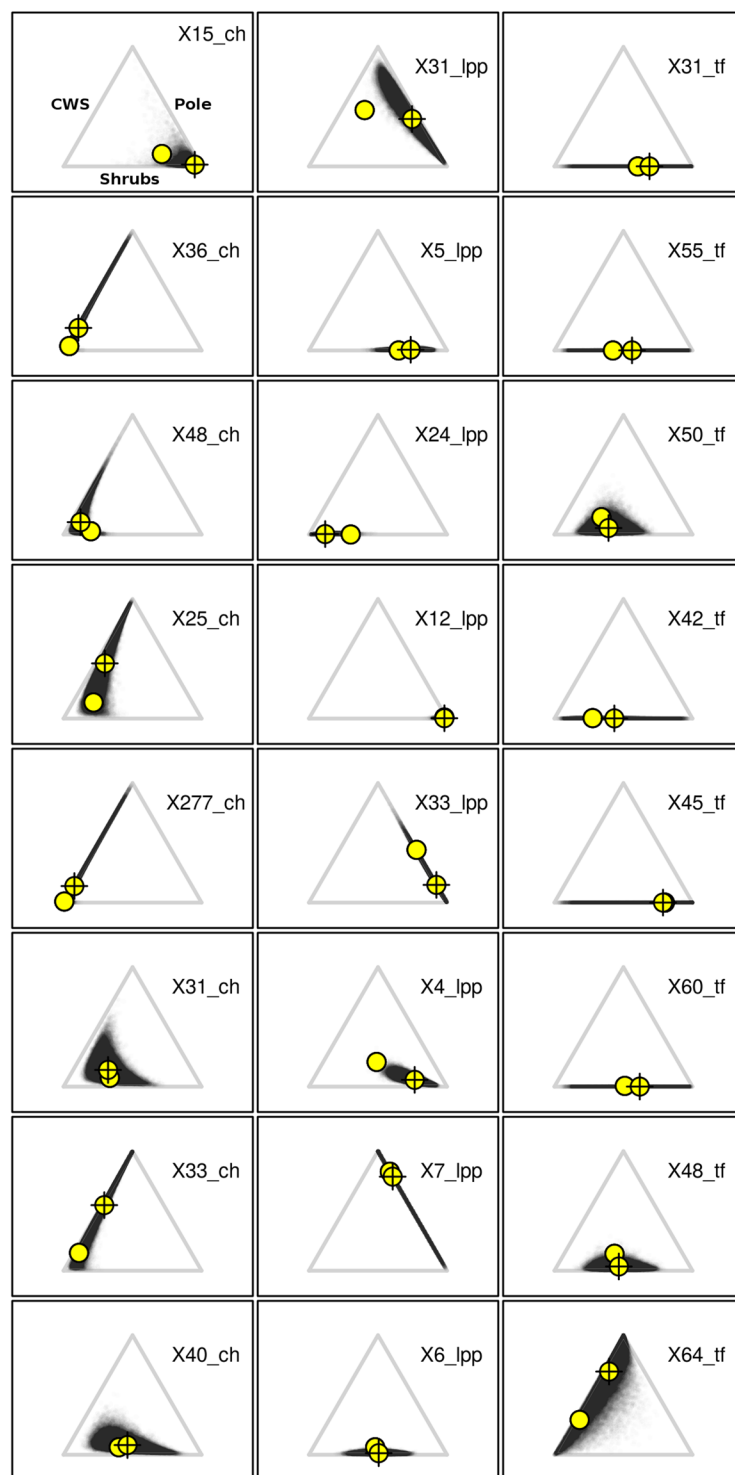 X15_ch
CWS
Pole
Shrubs
X31_lpp
X31_tf
X36_ch
X5_lpp
X55_tf
X48_ch
X24_lpp
X50_tf
X25_ch
X12_lpp
X42_tf
X277_ch
X33_lpp
X45_tf
X31_ch
X4_lpp
X60_tf
X33_ch
X7_lpp
X48_tf
X40_ch
X6_lpp
X64_tf